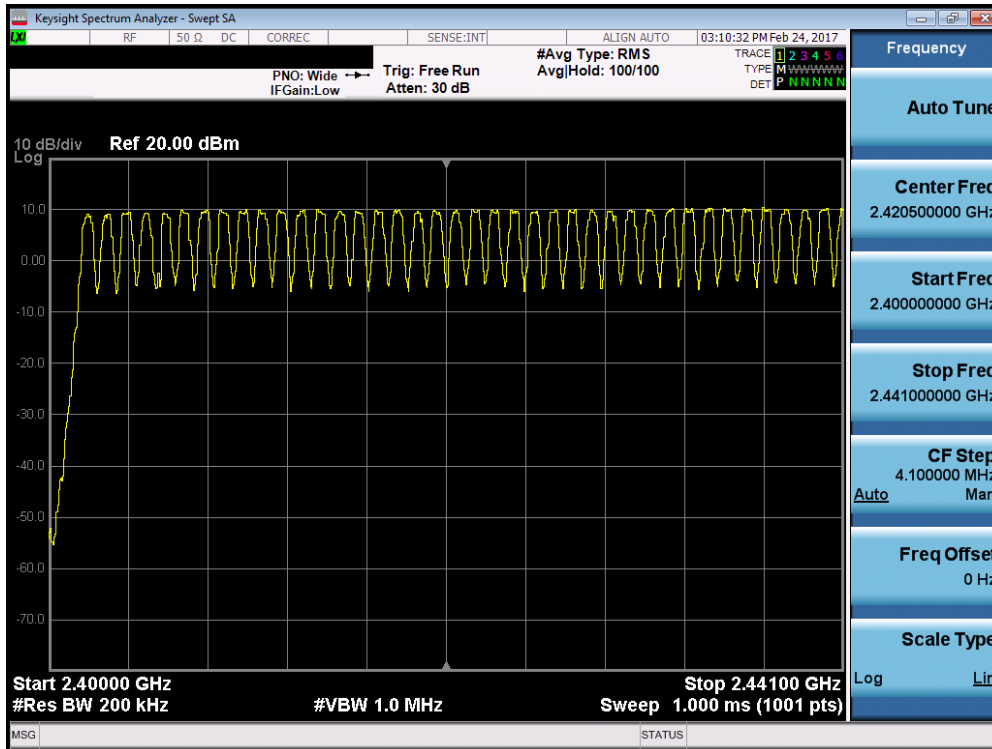 Keysight Spectrum Analyzer - Swept SA
LXI RF 50 Ω DC CORREC SENSE:INT ALIGN AUTO 03:10:32 PM Feb 24, 2017
Frequency
PNO: Wide
IFGain:Low
Trig: Free Run
Atten: 30 dB
#Avg Type: RMS
Avg|Hold: 100/100
TRACE 1 2 3 4 5 6
TYPE M WWWWW
DET P N N N N N
10 dB/div Ref 20.00 dBm
Log
10.0
0.00
-10.0
-20.0
-30.0
-40.0
-50.0
-60.0
-70.0
Start 2.40000 GHz Stop 2.44100 GHz
#Res BW 200 kHz #VBW 1.0 MHz Sweep 1.000 ms (1001 pts)
MSG STATUS
Auto Tune
Center Freq
2.420500000 GHz
Start Freq
2.400000000 GHz
Stop Freq
2.441000000 GHz
CF Step
4.100000 MHz
Auto Man
Freq Offset
0 Hz
Scale Type
Log Lin